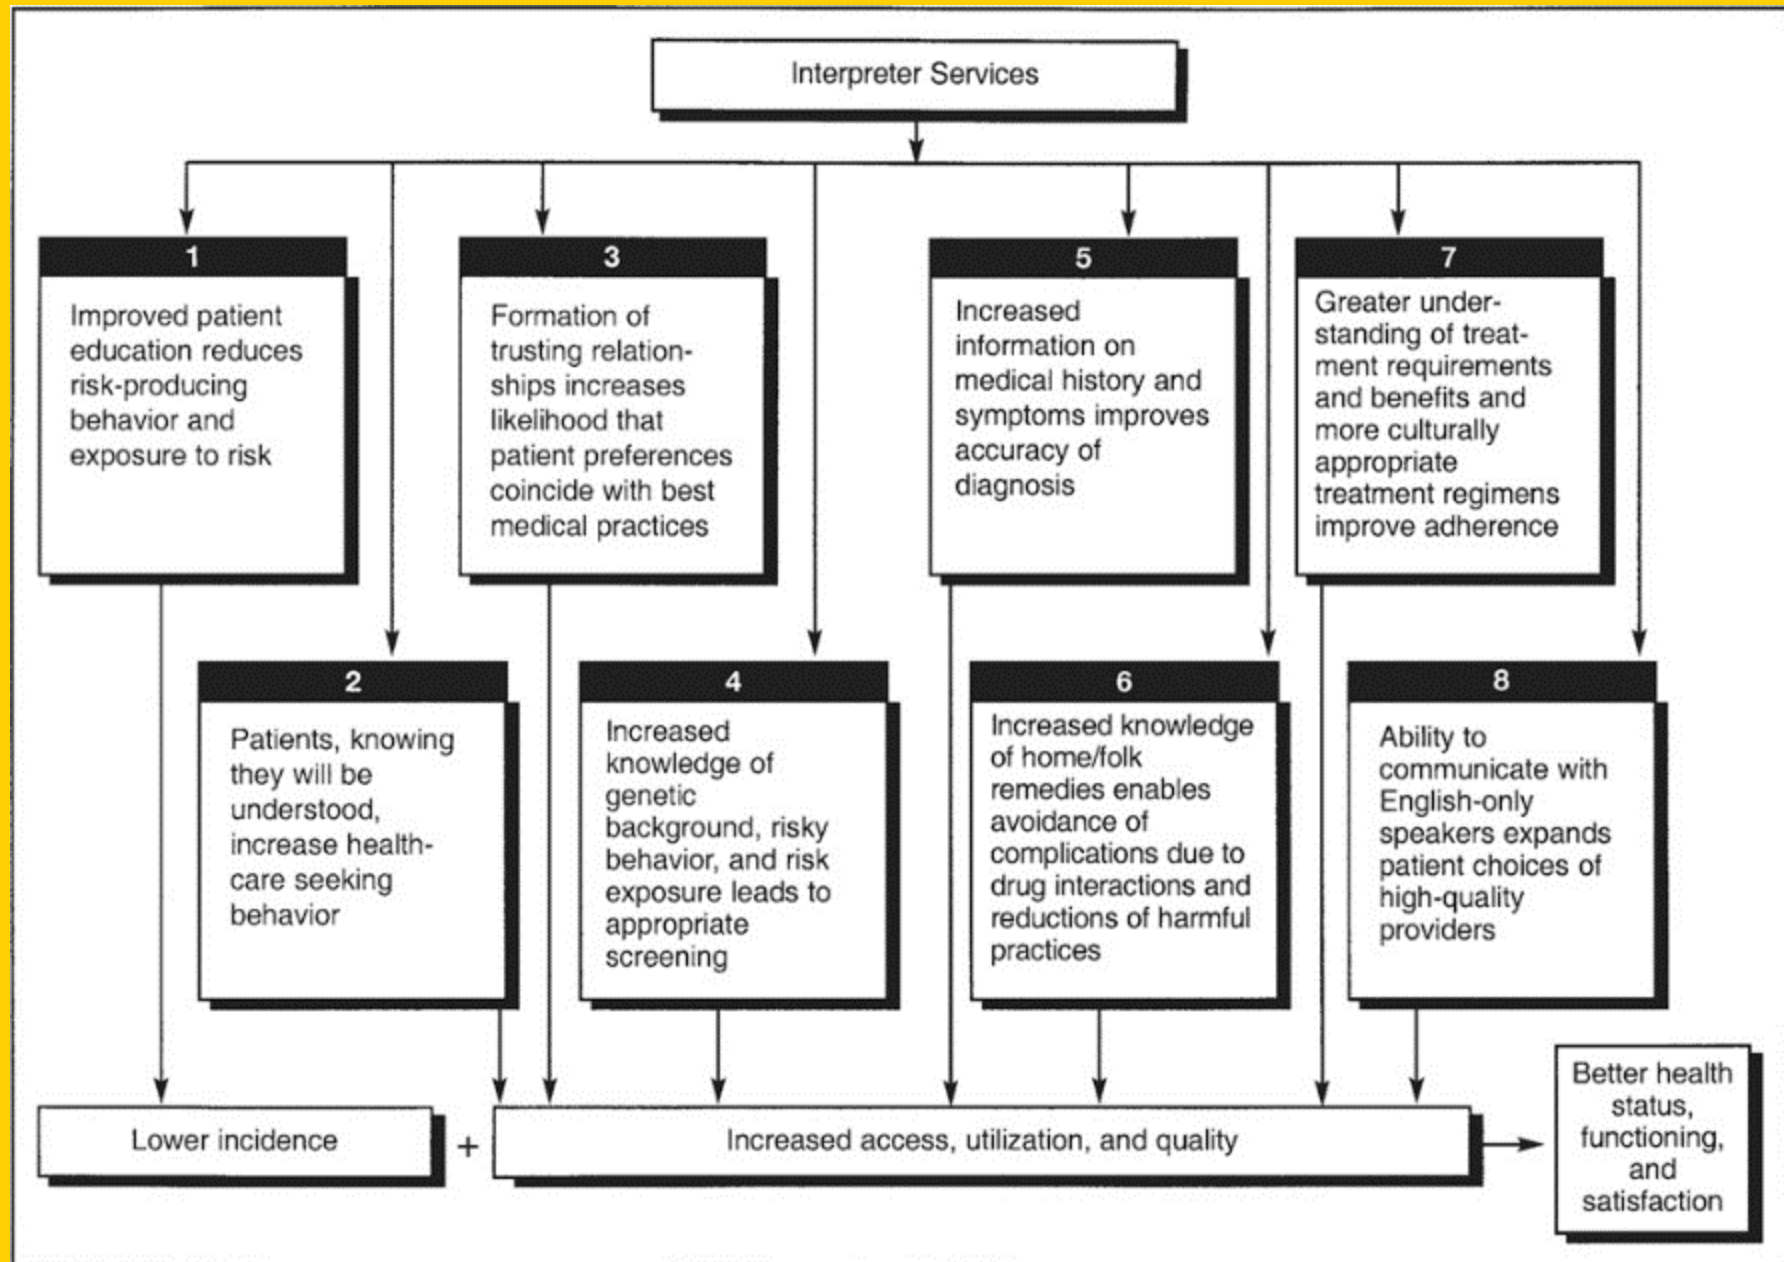 Interpreter Services
1
Improved patient
education reduces
risk-producing
behavior and
exposure to risk
3
Formation of
trusting relation-
ships increases
likelihood that
patient preferences
coincide with best
medical practices
5
Increased
information on
medical history and
symptoms improves
accuracy of
diagnosis
7
Greater under-
standing of treat-
ment requirements
and benefits and
more culturally
appropriate
treatment regimens
improve adherence
2
Patients, knowing
they will be
understood,
increase health-
care seeking
behavior
4
Increased
knowledge of
genetic
background, risky
behavior, and risk
exposure leads to
appropriate
screening
6
Increased knowledge
of home/folk
remedies enables
avoidance of
complications due to
drug interactions and
reductions of harmful
practices
8
Ability to
communicate with
English-only
speakers expands
patient choices of
high-quality
providers
Lower incidence
+
Increased access, utilization, and quality
Better health
status,
functioning,
and
satisfaction